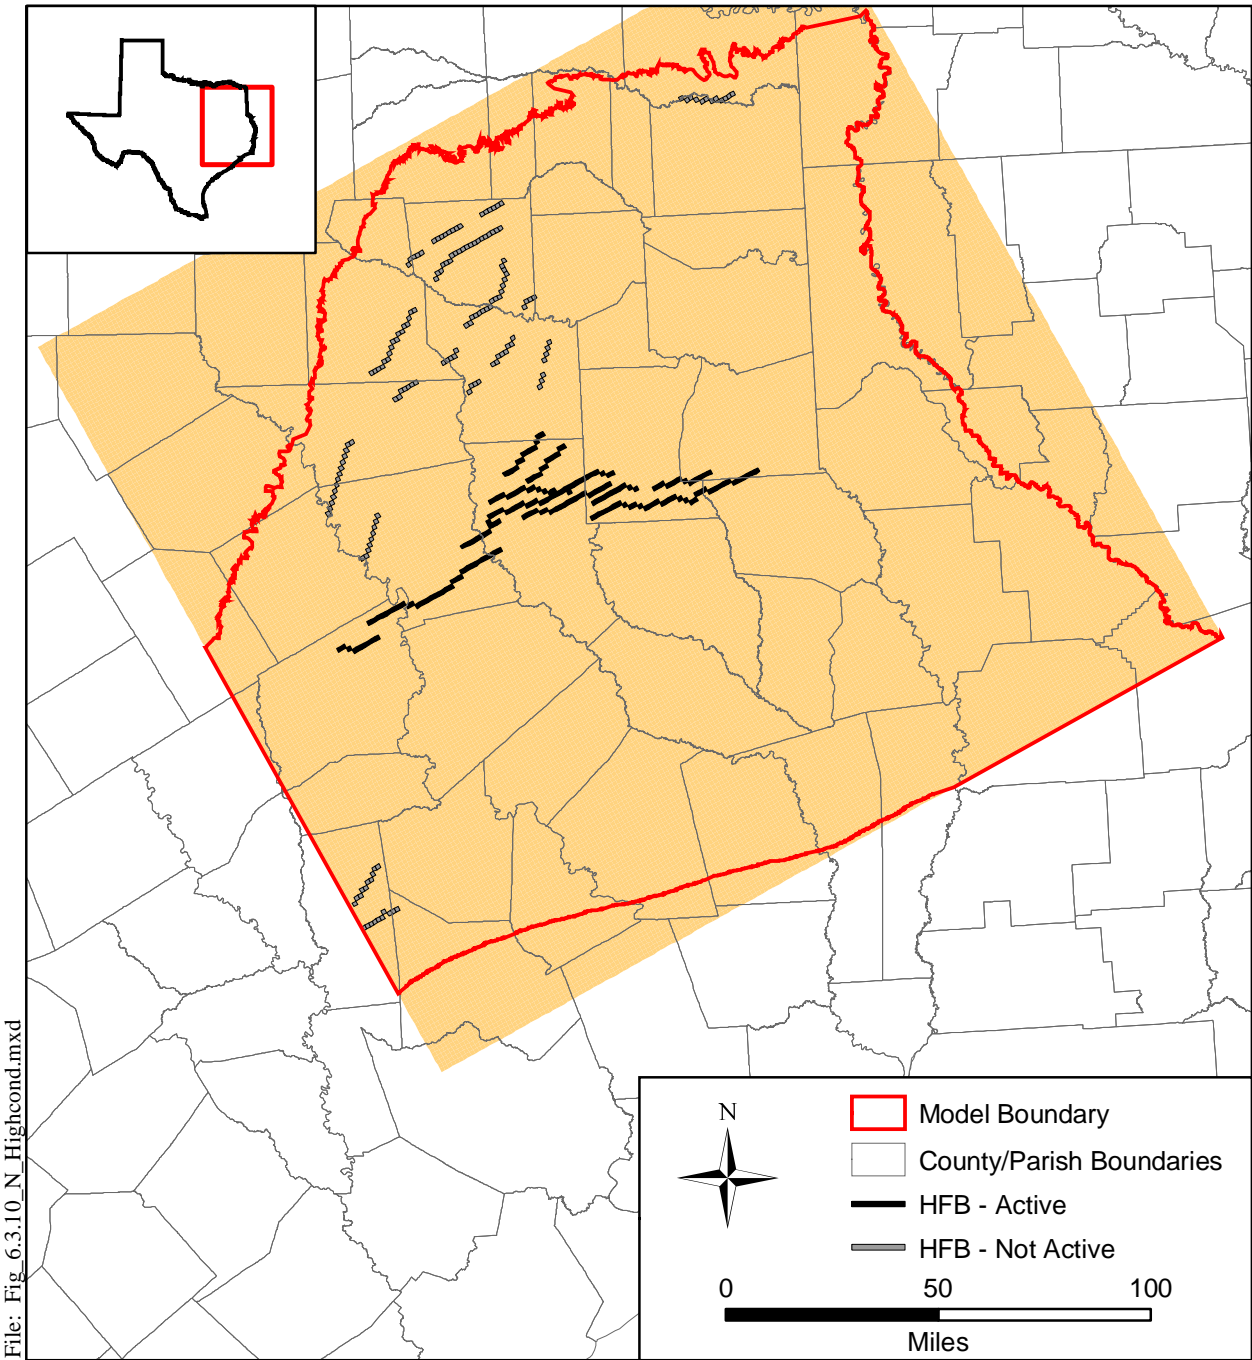 File: Fig_6.3.10_N_Highcond.mxd
N
Model Boundary
County/Parish Boundaries
HFB - Active
HFB - Not Active
0 50 100
Miles